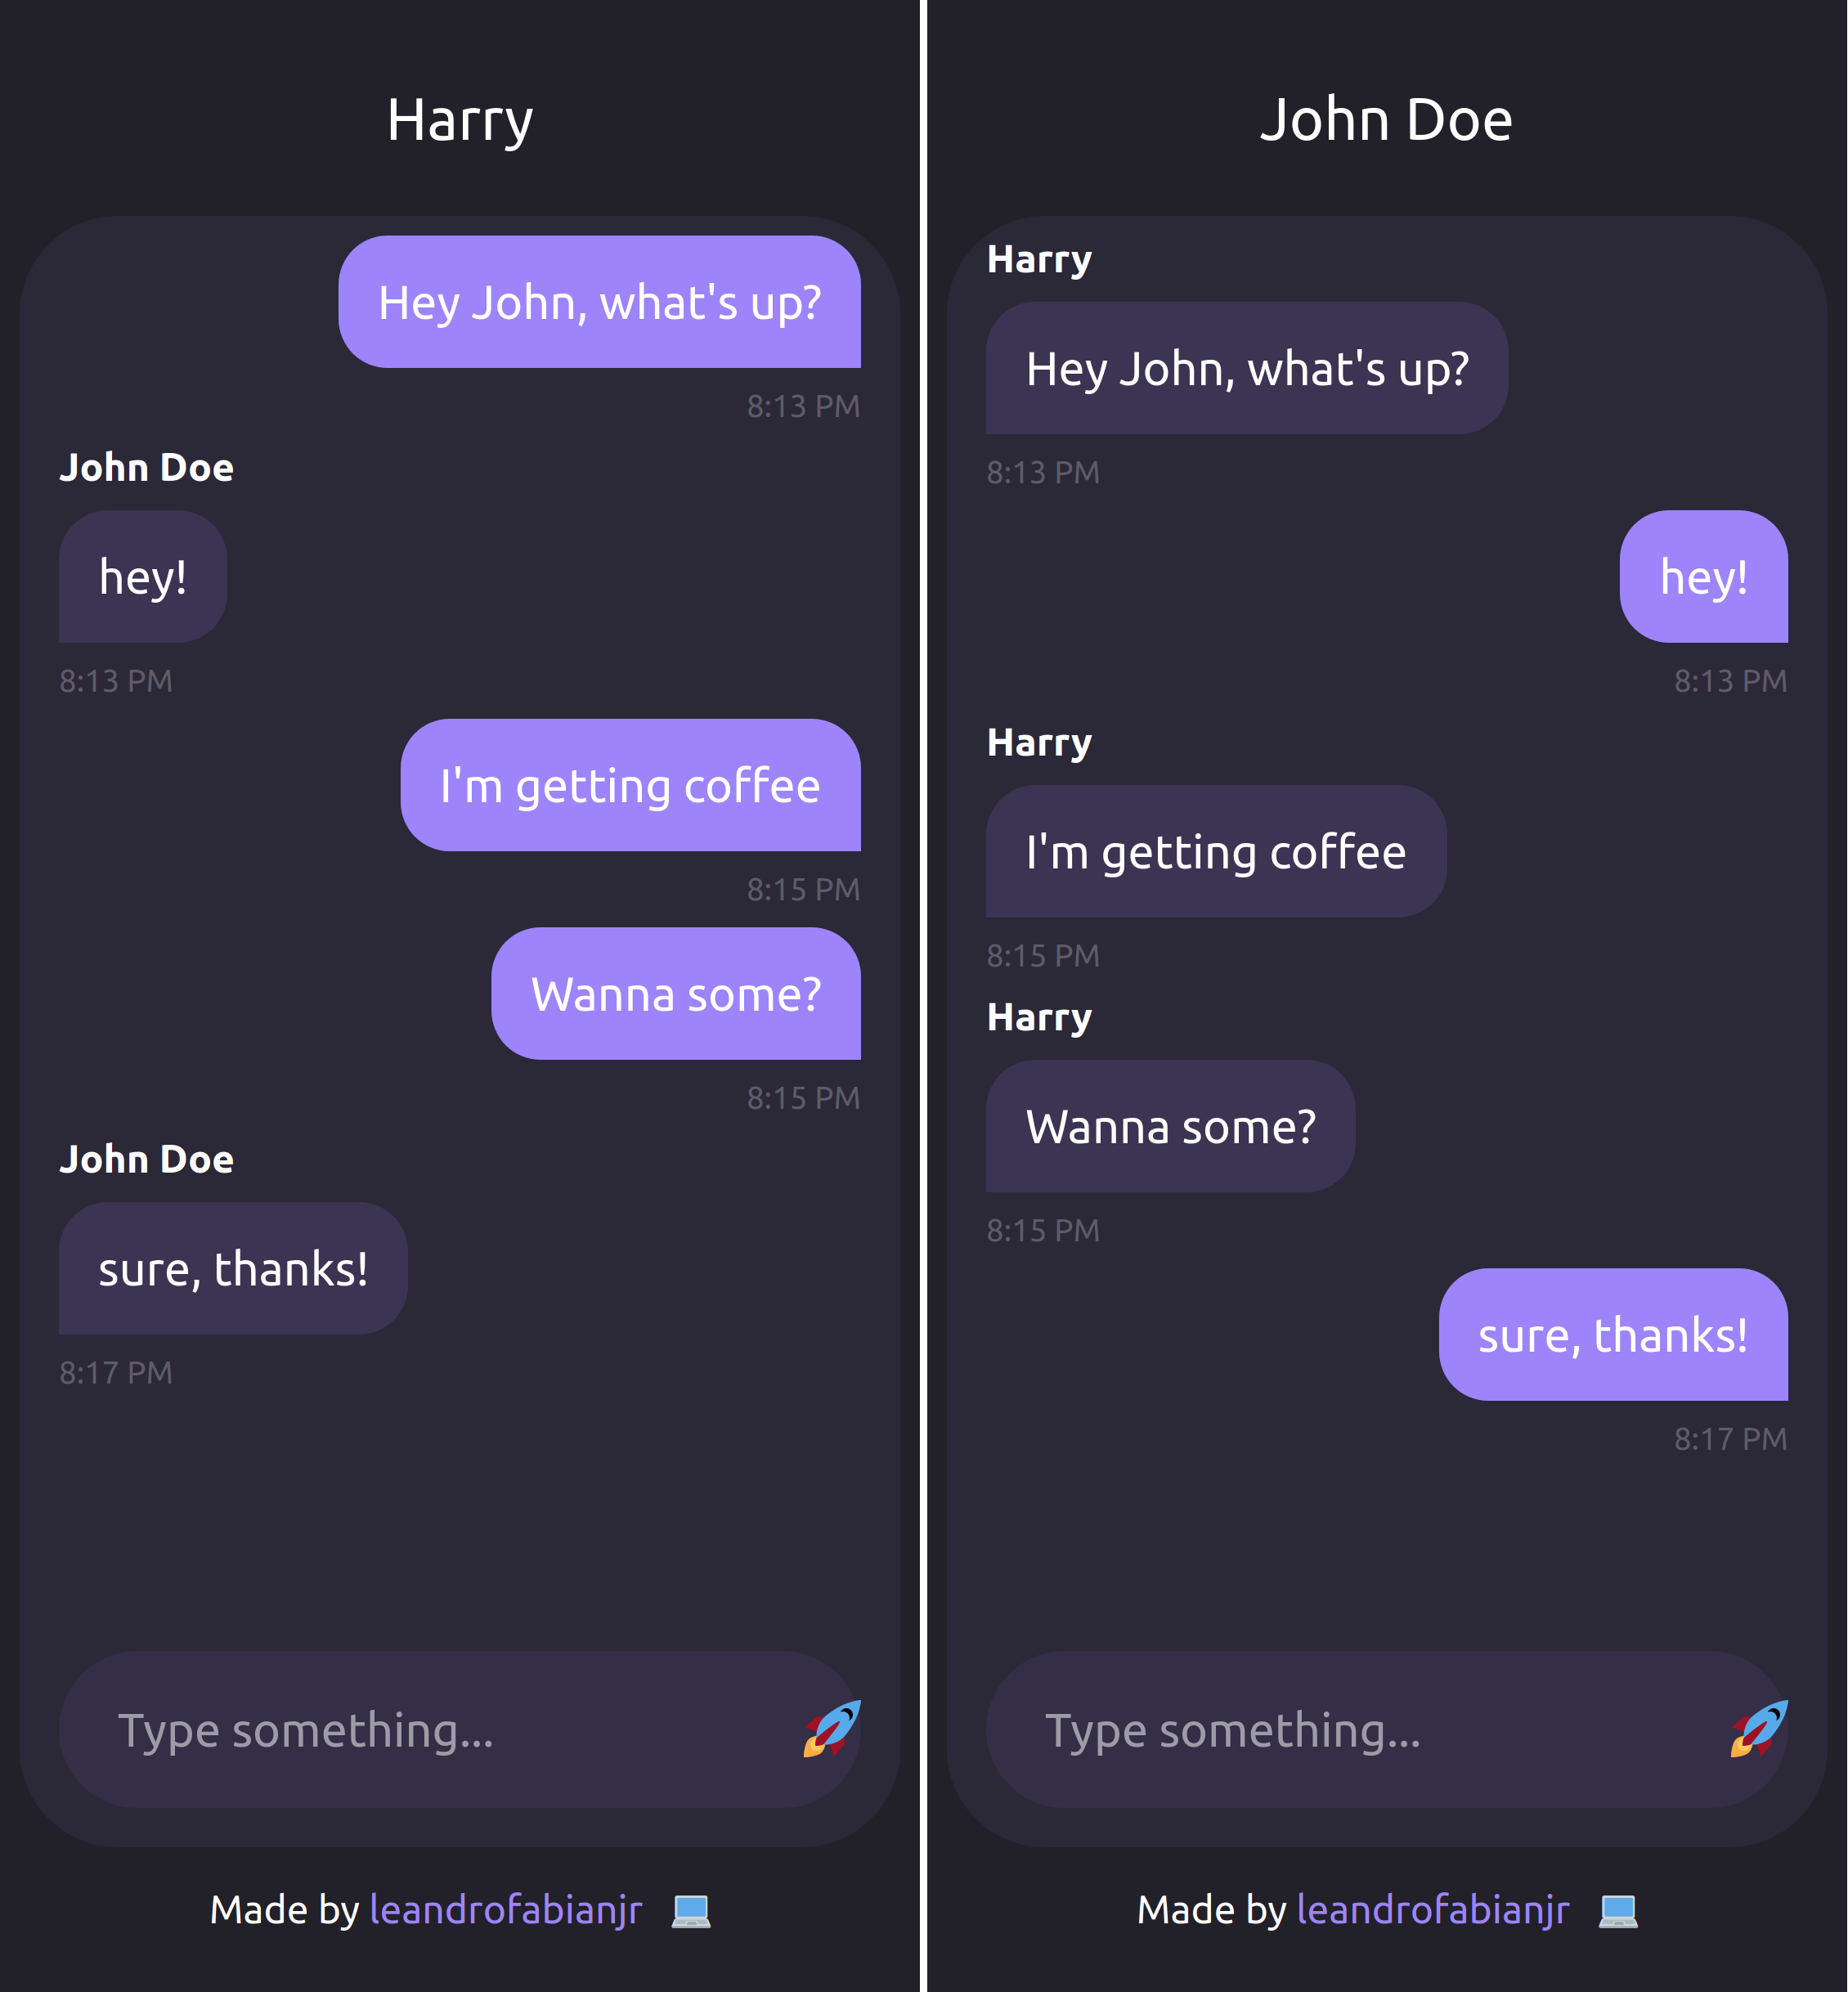 Harry
Hey John, what's up?
8:13 PM
John Doe
hey!
8:13 PM
I'm getting coffee
8:15 PM
Wanna some?
8:15 PM
John Doe
sure, thanks!
8:17 PM
Type something...
Made by leandrofabianjr
John Doe
Harry
Hey John, what's up?
8:13 PM
hey!
8:13 PM
Harry
I'm getting coffee
8:15 PM
Harry
Wanna some?
8:15 PM
sure, thanks!
8:17 PM
Type something...
Made by leandrofabianjr